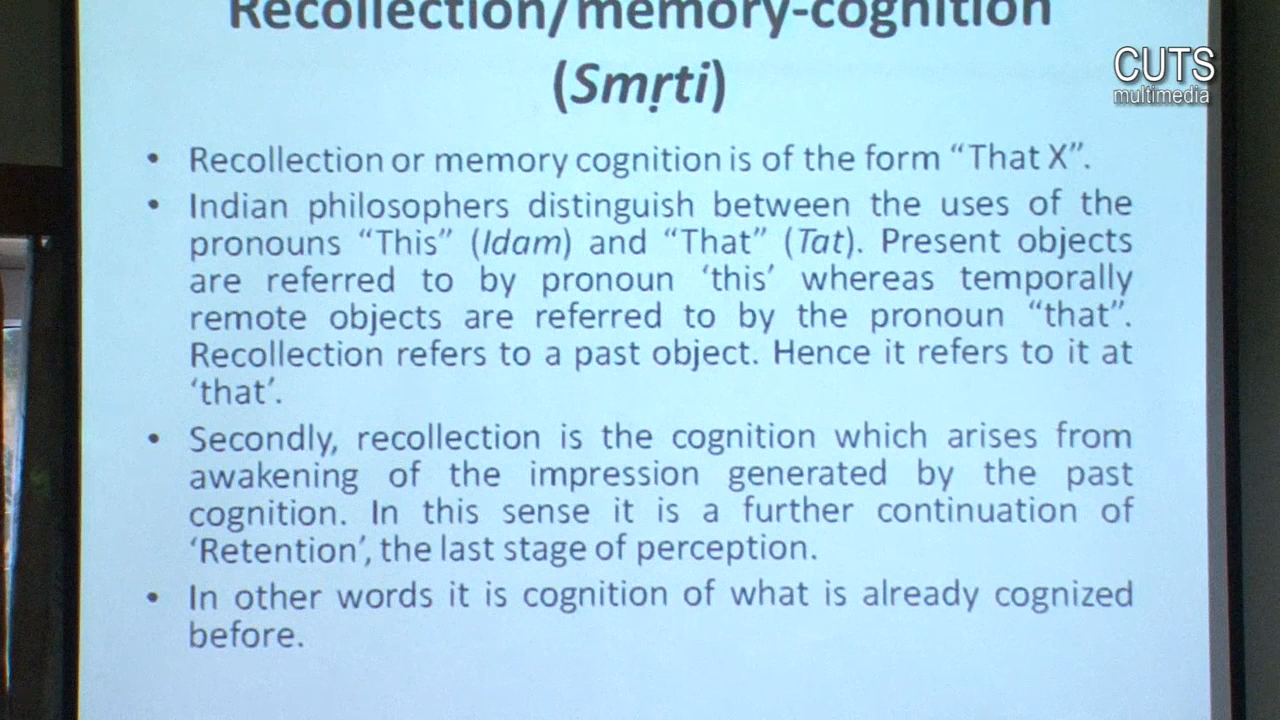 Recollection/memory-cognition
(Smṛti)
CUTS
multimedia
• Recollection or memory cognition is of the form “That X”.
• Indian philosophers distinguish between the uses of the
pronouns “This” (Idam) and “That” (Tat). Present objects
are referred to by pronoun ‘this’ whereas temporally
remote objects are referred to by the pronoun “that”.
Recollection refers to a past object. Hence it refers to it at
‘that’.
• Secondly, recollection is the cognition which arises from
awakening of the impression generated by the past
cognition. In this sense it is a further continuation of
‘Retention’, the last stage of perception.
• In other words it is cognition of what is already cognized
before.